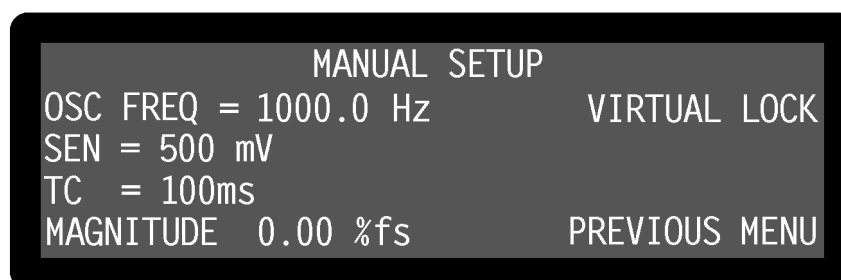 MANUAL SETUP
OSC FREQ = 1000.0 Hz VIRTUAL LOCK
SEN = 500 mV
TC = 100ms
MAGNITUDE 0.00 %fs PREVIOUS MENU